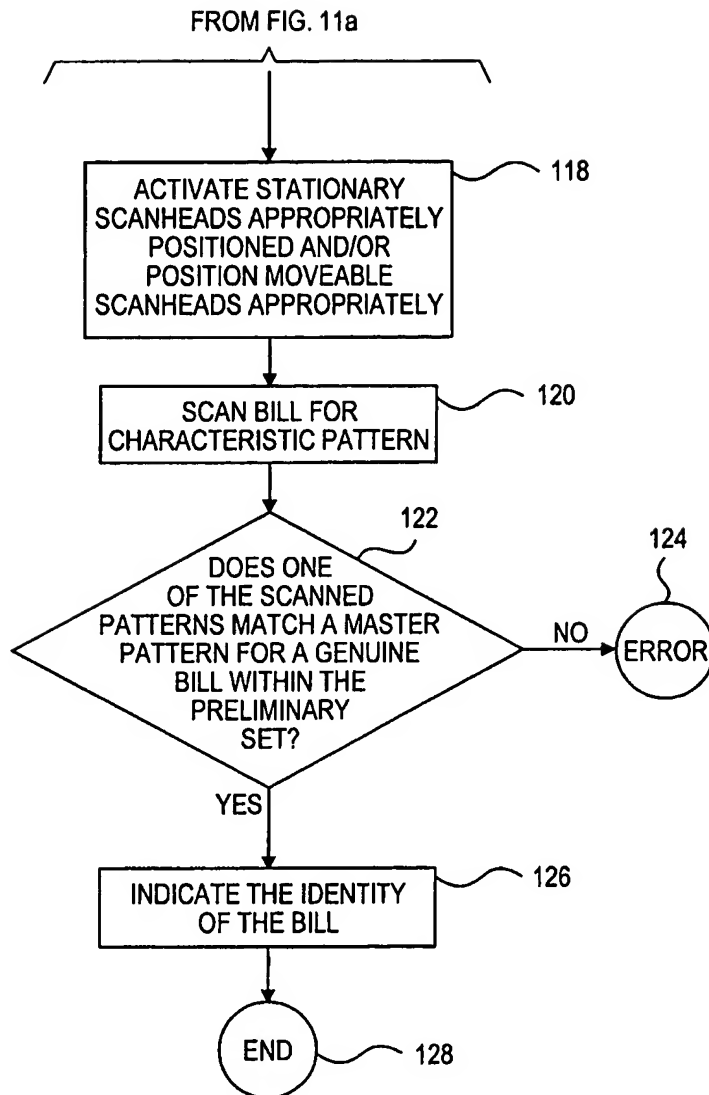 FROM FIG. 11a
ACTIVATE STATIONARY
SCANHEADS APPROPRIATELY
POSITIONED AND/OR
POSITION MOVEABLE
SCANHEADS APPROPRIATELY
118
SCAN BILL FOR
CHARACTERISTIC PATTERN
120
122
DOES ONE
OF THE SCANNED
PATTERNS MATCH A MASTER
PATTERN FOR A GENUINE
BILL WITHIN THE
PRELIMINARY
SET?
NO
124
ERROR
YES
INDICATE THE IDENTITY
OF THE BILL
126
END
128